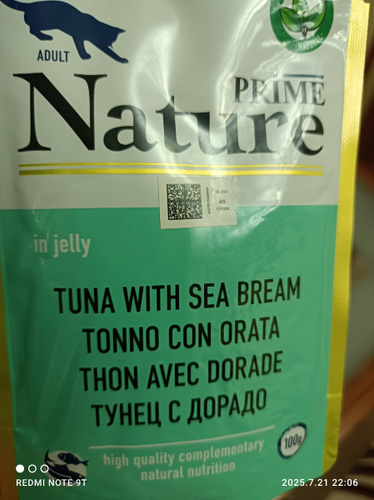 ADULT
NATURAL
PRIME
Nature
in jelly
TUNA WITH SEA BREAM
TONNO CON ORATA
THON AVEC DORADE
ТУНЕЦ С ДОРАДО
100g
high quality complementary
natural nutrition
REDMI NOTE 9T
2025.7.21 22:06